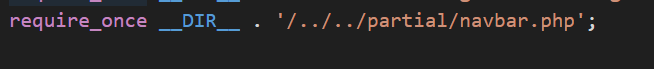 require_once __DIR__ . '/../../partial/navbar.php';